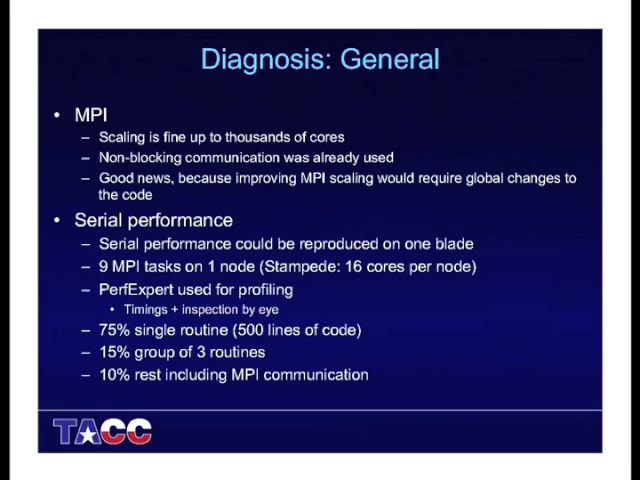 Diagnosis: General
• MPI
– Scaling is fine up to thousands of cores
– Non-blocking communication was already used
– Good news, because improving MPI scaling would require global changes to
the code
• Serial performance
– Serial performance could be reproduced on one blade
– 9 MPI tasks on 1 node (Stampede: 16 cores per node)
– PerfExpert used for profiling
• Timings + inspection by eye
– 75% single routine (500 lines of code)
– 15% group of 3 routines
– 10% rest including MPI communication
TACC